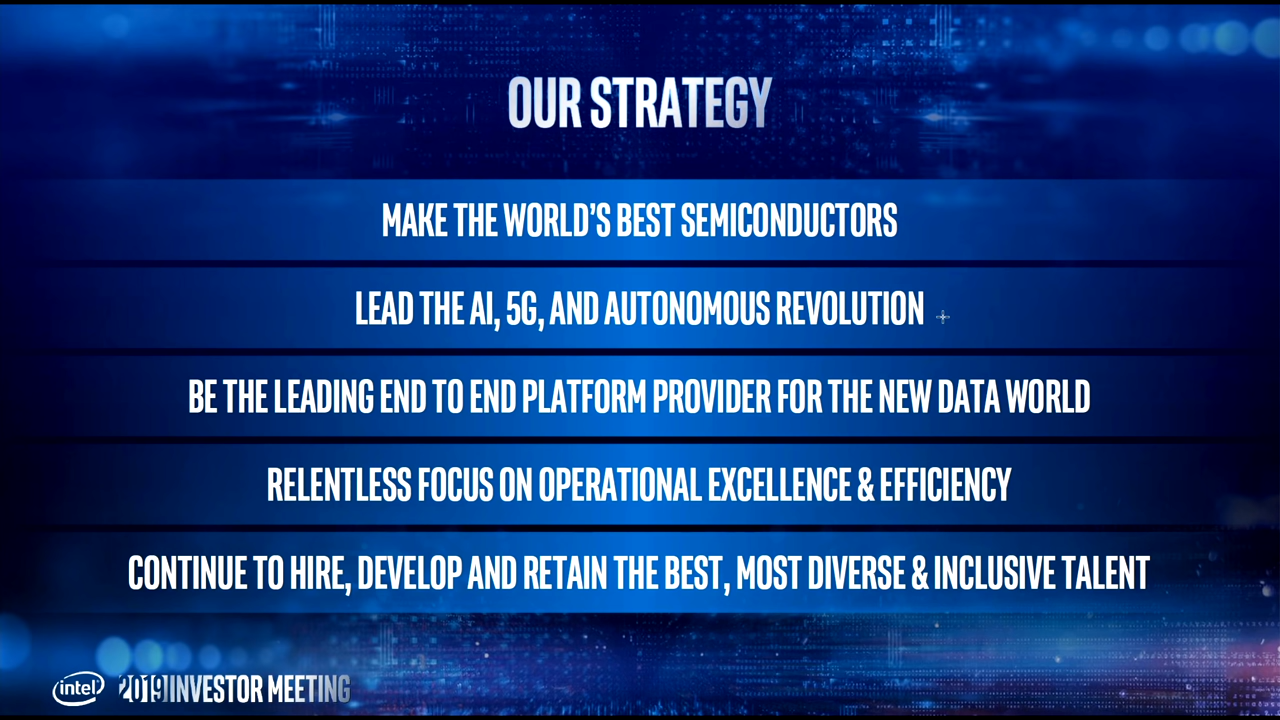 OUR STRATEGY
MAKE THE WORLD'S BEST SEMICONDUCTORS
LEAD THE AI, 5G, AND AUTONOMOUS REVOLUTION
BE THE LEADING END TO END PLATFORM PROVIDER FOR THE NEW DATA WORLD
RELENTLESS FOCUS ON OPERATIONAL EXCELLENCE & EFFICIENCY
CONTINUE TO HIRE, DEVELOP AND RETAIN THE BEST, MOST DIVERSE & INCLUSIVE TALENT
intel 2019 INVESTOR MEETING